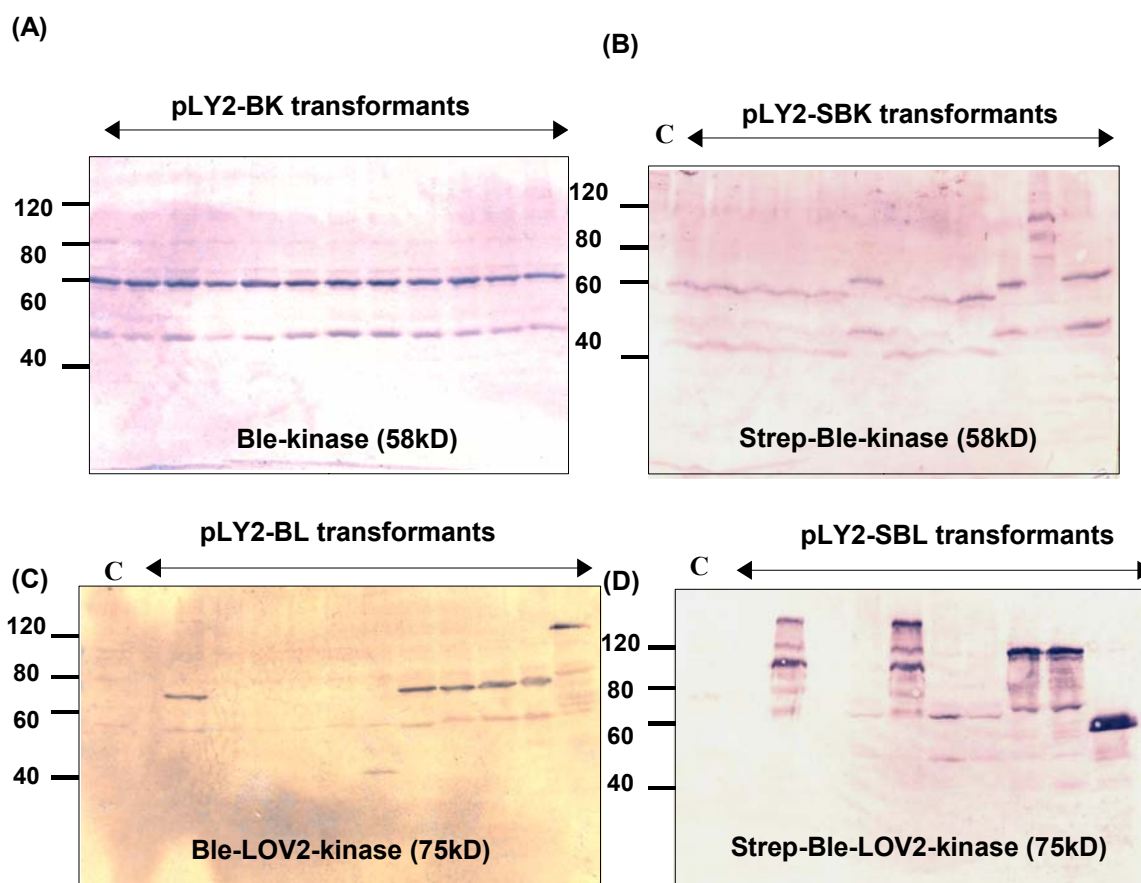 (A)
pLY2-BK transformants
120
80
60
40
Ble-kinase (58kD)
(B)
C pLY2-SBK transformants
120
80
60
40
Strep-Ble-kinase (58kD)
(C)
C pLY2-BL transformants
120
80
60
40
Ble-LOV2-kinase (75kD)
(D)
C pLY2-SBL transformants
120
80
60
40
Strep-Ble-LOV2-kinase (75kD)